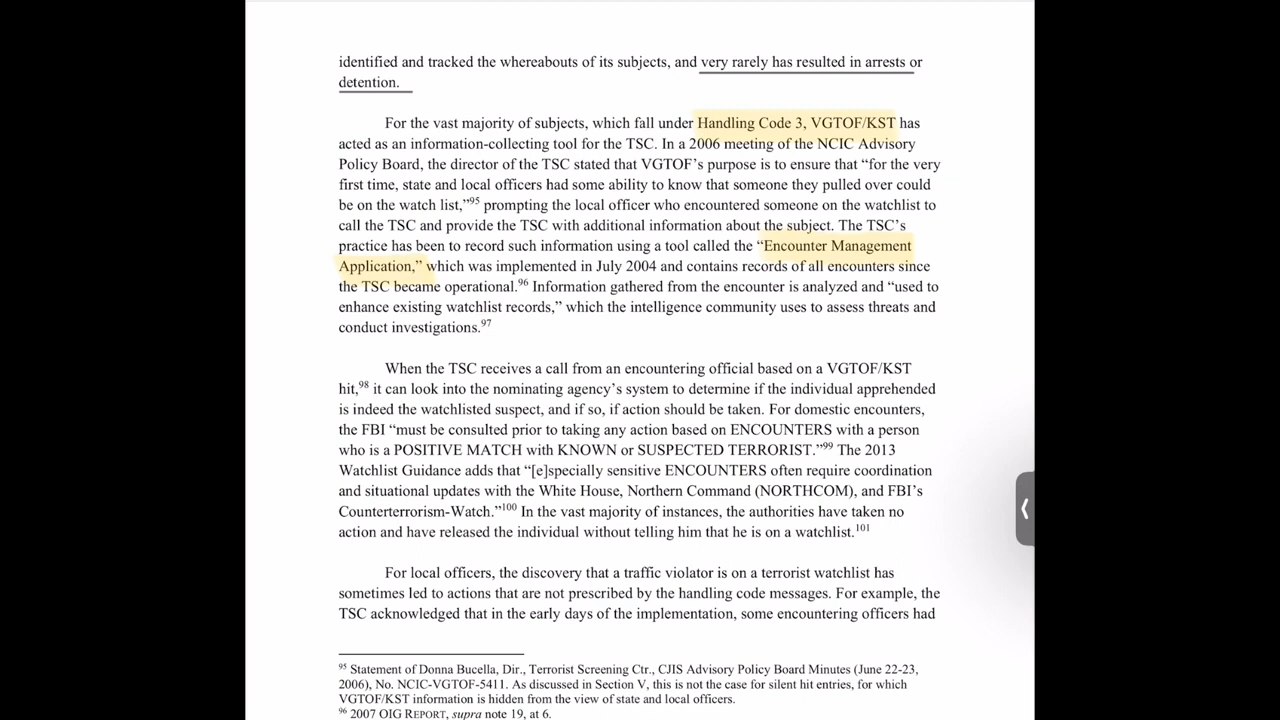 identified and tracked the whereabouts of its subjects, and very rarely has resulted in arrests or
detention.
For the vast majority of subjects, which fall under Handling Code 3, VGTOF/KST has
acted as an information-collecting tool for the TSC. In a 2006 meeting of the NCIC Advisory
Policy Board, the director of the TSC stated that VGTOF’s purpose is to ensure that “for the very
first time, state and local officers had some ability to know that someone they pulled over could
be on the watch list,”95 prompting the local officer who encountered someone on the watchlist to
call the TSC and provide the TSC with additional information about the subject. The TSC’s
practice has been to record such information using a tool called the “Encounter Management
Application,” which was implemented in July 2004 and contains records of all encounters since
the TSC became operational.96 Information gathered from the encounter is analyzed and “used to
enhance existing watchlist records,” which the intelligence community uses to assess threats and
conduct investigations.97
When the TSC receives a call from an encountering official based on a VGTOF/KST
hit,98 it can look into the nominating agency’s system to determine if the individual apprehended
is indeed the watchlisted suspect, and if so, if action should be taken. For domestic encounters,
the FBI “must be consulted prior to taking any action based on ENCOUNTERS with a person
who is a POSITIVE MATCH with KNOWN or SUSPECTED TERRORIST.”99 The 2013
Watchlist Guidance adds that “[e]specially sensitive ENCOUNTERS often require coordination
and situational updates with the White House, Northern Command (NORTHCOM), and FBI’s
Counterterrorism-Watch.”100 In the vast majority of instances, the authorities have taken no
action and have released the individual without telling him that he is on a watchlist.101
For local officers, the discovery that a traffic violator is on a terrorist watchlist has
sometimes led to actions that are not prescribed by the handling code messages. For example, the
TSC acknowledged that in the early days of the implementation, some encountering officers had
95 Statement of Donna Bucella, Dir., Terrorist Screening Ctr., CJIS Advisory Policy Board Minutes (June 22-23,
2006), No. NCIC-VGTOF-5411. As discussed in Section V, this is not the case for silent hit entries, for which
VGTOF/KST information is hidden from the view of state and local officers.
96 2007 OIG REPORT, supra note 19, at 6.